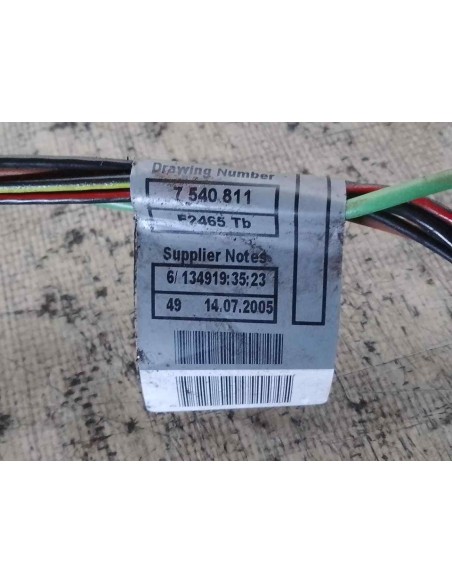 Drawing Number
7 540 811
E2465 Tb
Supplier Notes
6/ 134919:35:23
49 14.07.2005